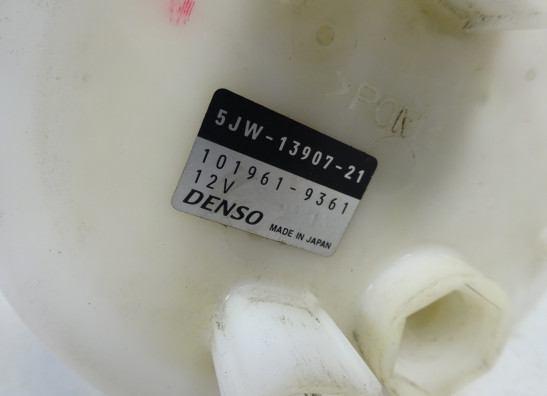 5JW-13907-21
101961-9361
12V
DENSO MADE IN JAPAN